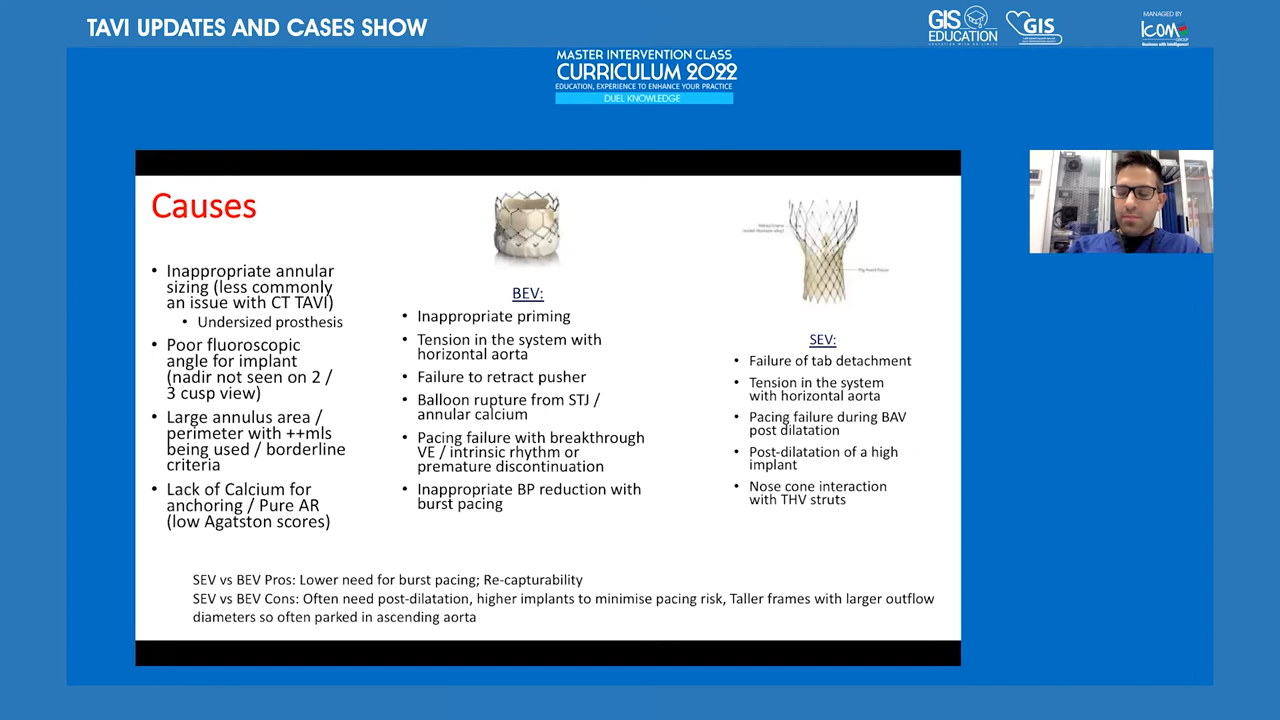 TAVI UPDATES AND CASES SHOW
GIS
EDUCATION
GIS
MANAGED BY
icom
GROUP
Business with Intelligence!
MASTER INTERVENTION CLASS
CURRICULUM 2022
EDUCATION, EXPERIENCE TO ENHANCE YOUR PRACTICE
DUEL KNOWLEDGE
Causes
• Inappropriate annular
sizing (less commonly
an issue with CT TAVI)
• Undersized prosthesis
• Poor fluoroscopic
angle for implant
(nadir not seen on 2 /
3 cusp view)
• Large annulus area /
perimeter with ++mls
being used / borderline
criteria
• Lack of Calcium for
anchoring / Pure AR
(low Agatston scores)
BEV:
• Inappropriate priming
• Tension in the system with
horizontal aorta
• Failure to retract pusher
• Balloon rupture from STJ /
annular calcium
• Pacing failure with breakthrough
VE / intrinsic rhythm or
premature discontinuation
• Inappropriate BP reduction with
burst pacing
SEV:
• Failure of tab detachment
• Tension in the system
with horizontal aorta
• Pacing failure during BAV
post dilatation
• Post-dilatation of a high
implant
• Nose cone interaction
with THV struts
SEV vs BEV Pros: Lower need for burst pacing; Re-capturability
SEV vs BEV Cons: Often need post-dilatation, higher implants to minimise pacing risk, Taller frames with larger outflow
diameters so often parked in ascending aorta